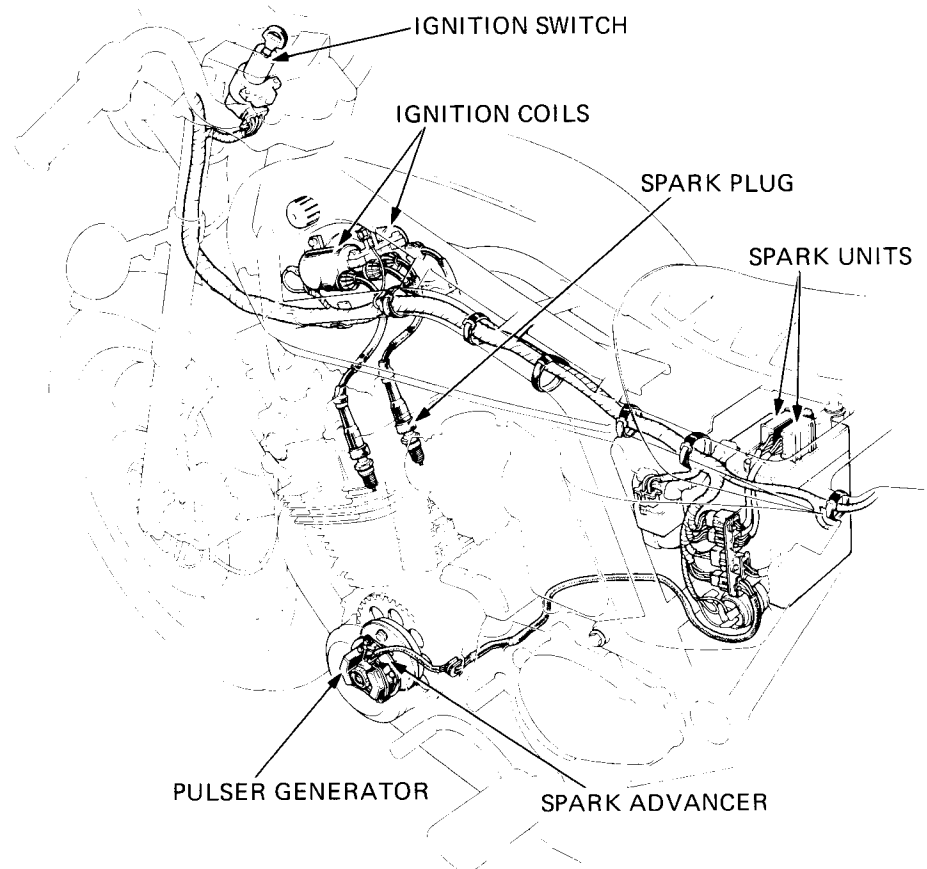 IGNITION SWITCH
IGNITION COILS
SPARK PLUG
SPARK UNITS
PULSER GENERATOR
SPARK ADVANCER